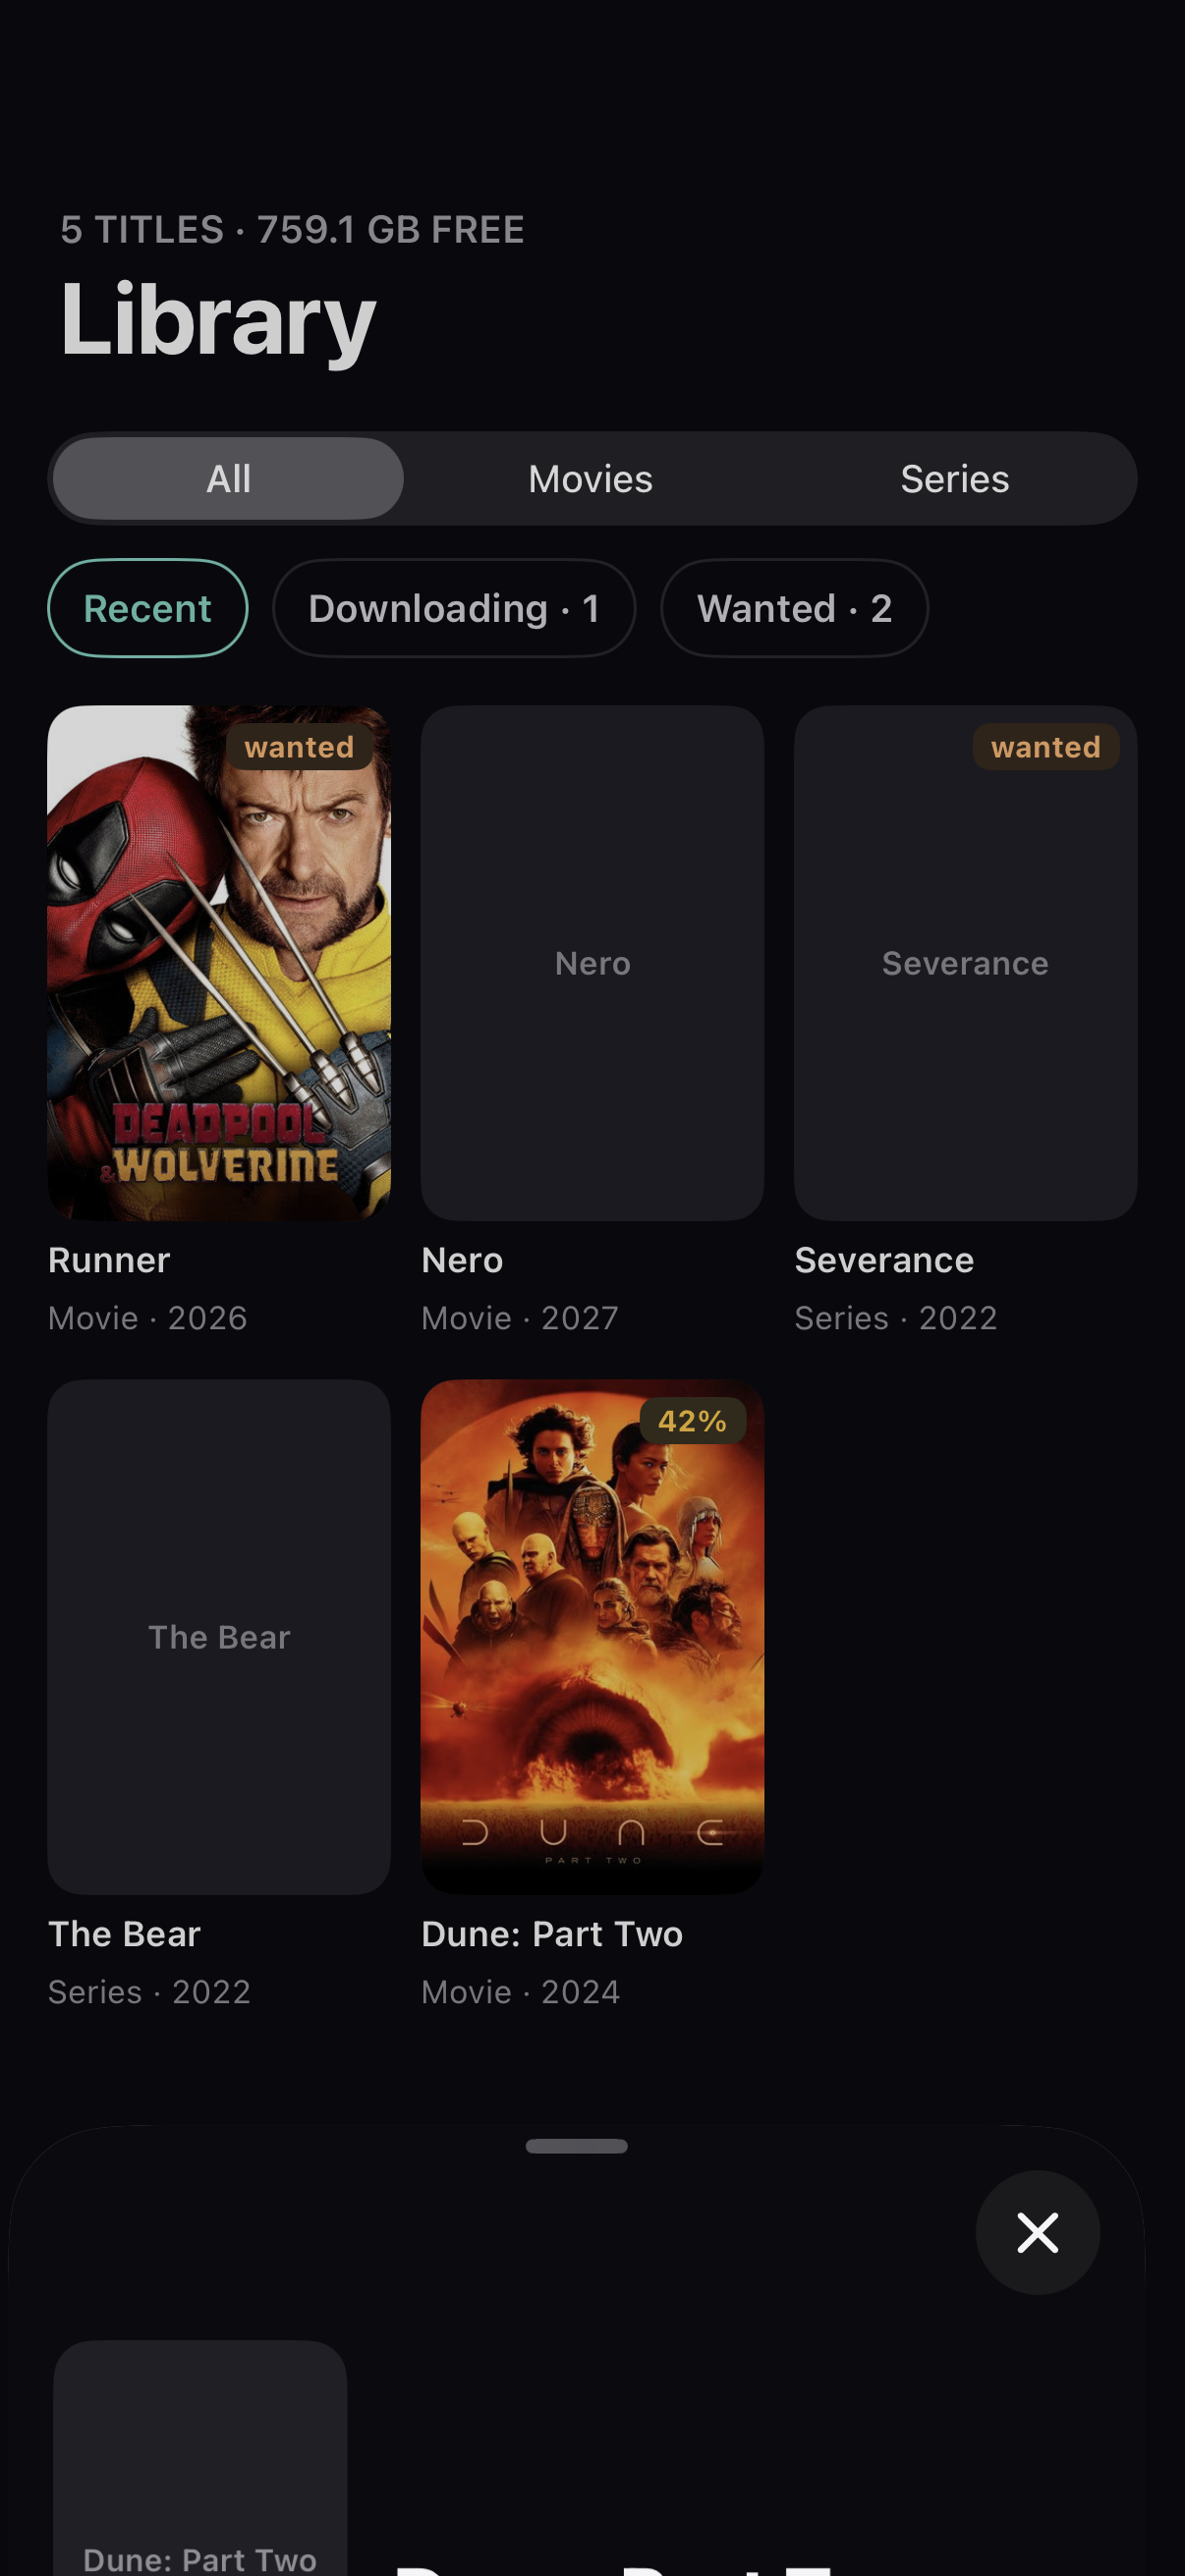 5 TITLES · 759.1 GB FREE
Library
All Movies Series
Recent Downloading · 1 Wanted · 2
wanted
wanted
Nero
Severance
DEADPOOL
& WOLVERINE
Runner
Nero
Severance
Movie · 2026
Movie · 2027
Series · 2022
42%
The Bear
DUNE
PART TWO
The Bear
Dune: Part Two
Series · 2022
Movie · 2024
Dune: Part Two